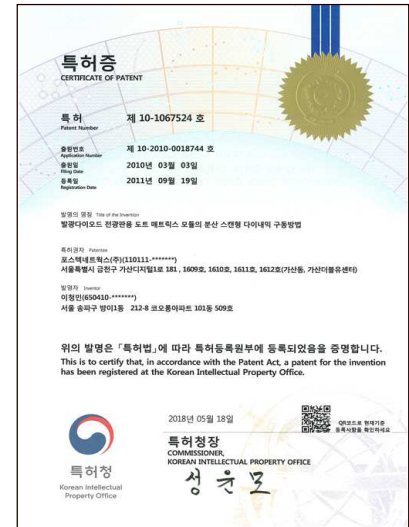 특허증
CERTIFICATE OF PATENT
특 허 제 10-1067524 호
Patent Number
출원번호 제 10-2010-0018744 호
Application Number
출원일 2010년 03월 03일
Filing Date
등록일 2011년 09월 19일
Registration Date
발명의 명칭 Title of the Invention
발광다이오드 전광판용 도트 매트릭스 모듈의 분산 스캔형 다이내믹 구동방법
특허권자 Patentee
포스텍네트웍스(주)(110111-*******)
서울특별시 금천구 가산디지털1로 181 , 1609호, 1610호, 1611호, 1612호(가산동, 가산더블유센터)
발명자 Inventor
이정민(650410-*******)
서울 송파구 방이1동 212-8 코오롱아파트 101동 509호
위의 발명은 「특허법」에 따라 특허등록원부에 등록되었음을 증명합니다.
This is to certify that, in accordance with the Patent Act, a patent for the invention
has been registered at the Korean Intellectual Property Office.
2018년 05월 18일
QR코드로 현재기준
등록사항을 확인하세요
특허청장
COMMISSIONER,
KOREAN INTELLECTUAL PROPERTY OFFICE
성윤모
특허청
Korean Intellectual
Property Office